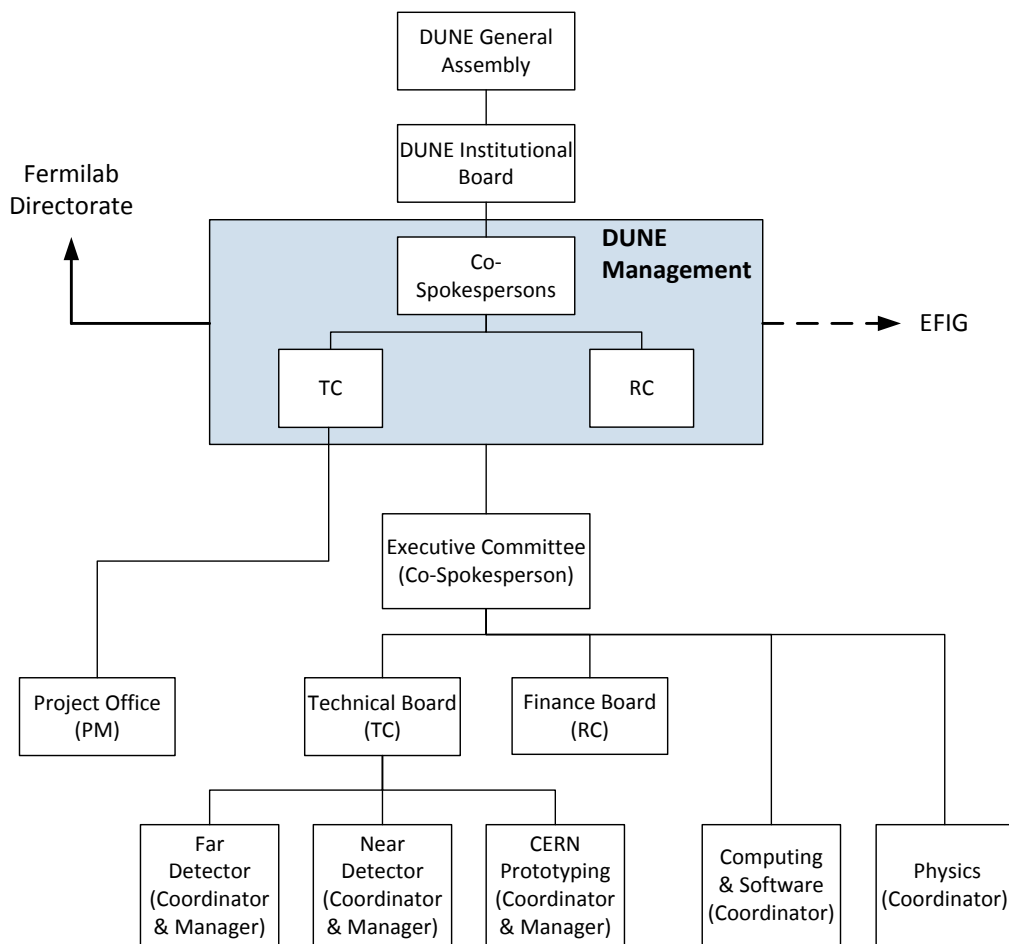 DUNE General
Assembly
DUNE Institutional
Board
Fermilab
Directorate
DUNE
Management
Co-
Spokespersons
EFIG
TC
RC
Executive Committee
(Co-Spokesperson)
Project Office
(PM)
Technical Board
(TC)
Finance Board
(RC)
Far
Detector
(Coordinator
& Manager)
Near
Detector
(Coordinator
& Manager)
CERN
Prototyping
(Coordinator
& Manager)
Computing
& Software
(Coordinator)
Physics
(Coordinator)